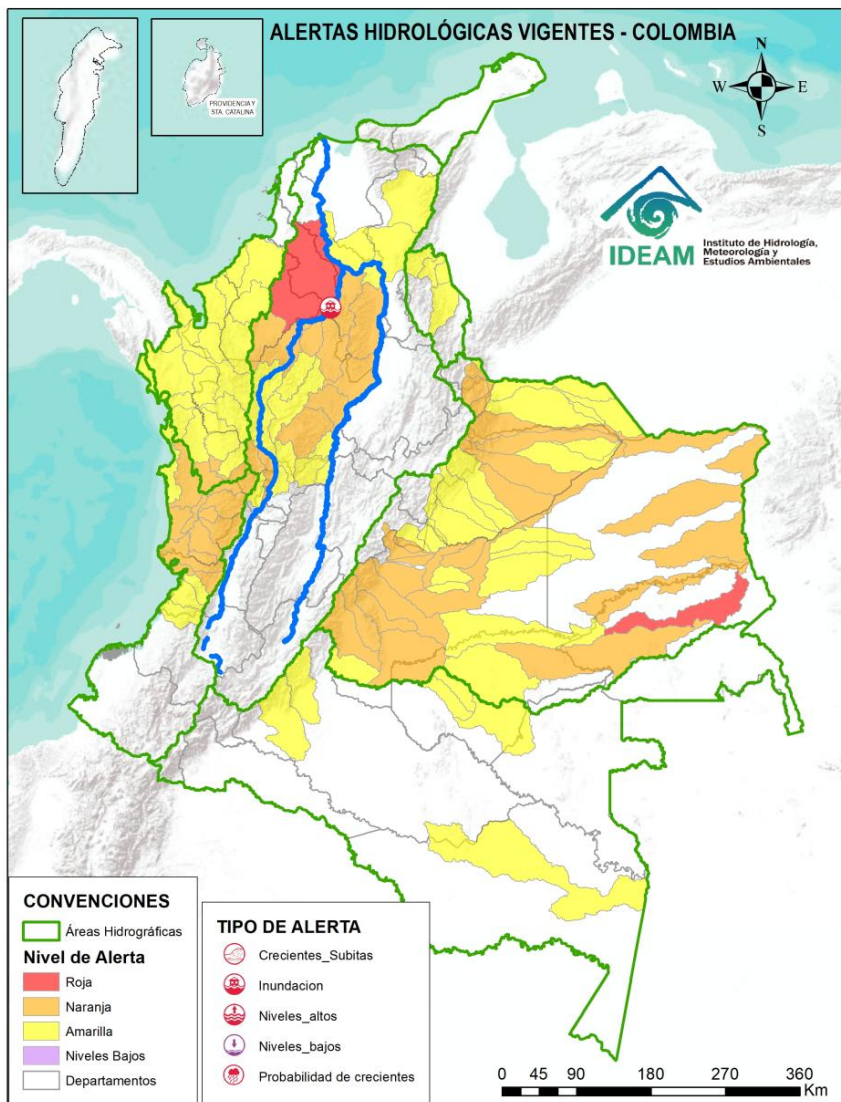 ALERTAS HIDROLÓGICAS VIGENTES - COLOMBIA
PROVIDENCIA Y
STA. CATALINA
N
W
E
S
IDEAM
Instituto de Hidrología,
Meteorología y
Estudios Ambientales
CONVENCIONES
Áreas Hidrográficas
Nivel de Alerta
Roja
Naranja
Amarilla
Niveles Bajos
Departamentos
TIPO DE ALERTA
Crecientes_Subitas
Inundacion
Niveles_altos
Niveles_bajos
Probabilidad de crecientes
0 45 90 180 270 360
Km